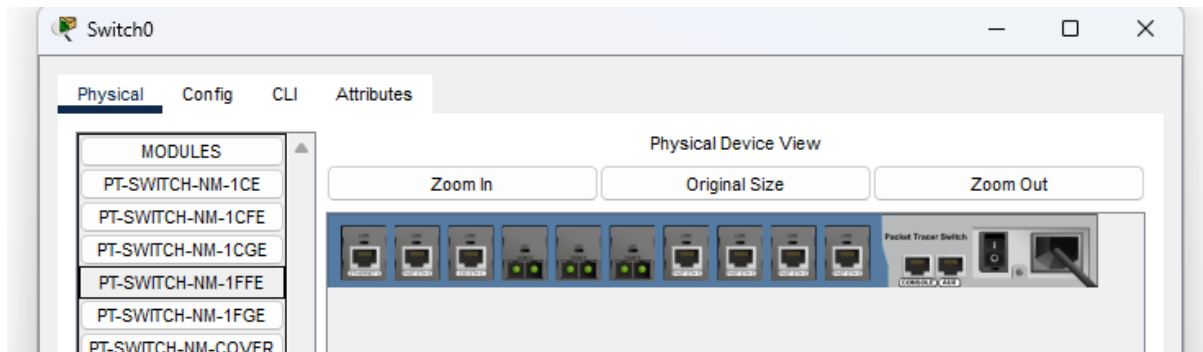 Switch0
Physical Config CLI Attributes
MODULES
PT-SWITCH-NM-1CE
PT-SWITCH-NM-1CFE
PT-SWITCH-NM-1CGE
PT-SWITCH-NM-1FFE
PT-SWITCH-NM-1FGE
PT-SWITCH-NM-COVER
Physical Device View
Zoom In Original Size Zoom Out
Packet Tracer Switch
CONSOLE AUX